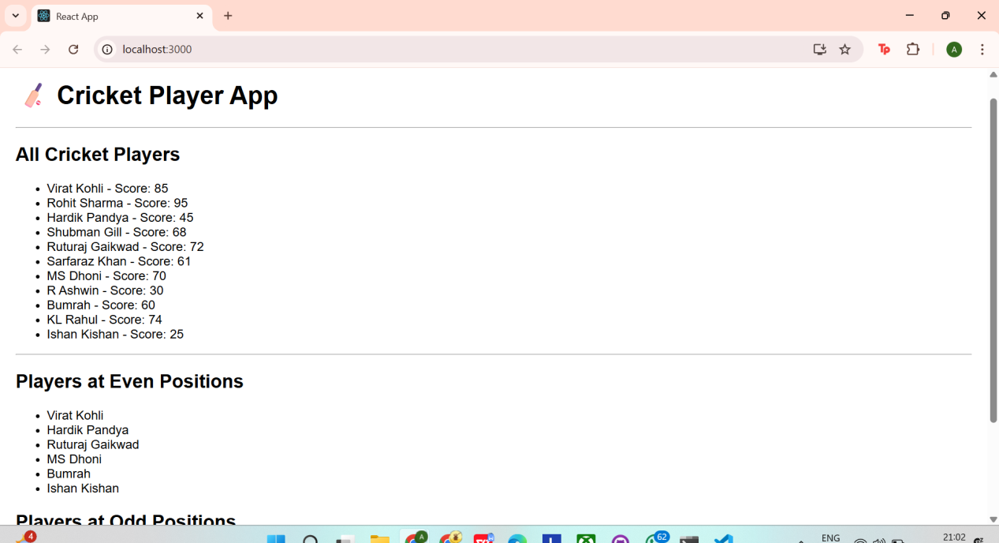 React App
localhost:3000
Tp
A
Cricket Player App
All Cricket Players
Virat Kohli - Score: 85
Rohit Sharma - Score: 95
Hardik Pandya - Score: 45
Shubman Gill - Score: 68
Ruturaj Gaikwad - Score: 72
Sarfaraz Khan - Score: 61
MS Dhoni - Score: 70
R Ashwin - Score: 30
Bumrah - Score: 60
KL Rahul - Score: 74
Ishan Kishan - Score: 25
Players at Even Positions
Virat Kohli
Hardik Pandya
Ruturaj Gaikwad
MS Dhoni
Bumrah
Ishan Kishan
Players at Odd Positions
4
A
62
ENG
21:02